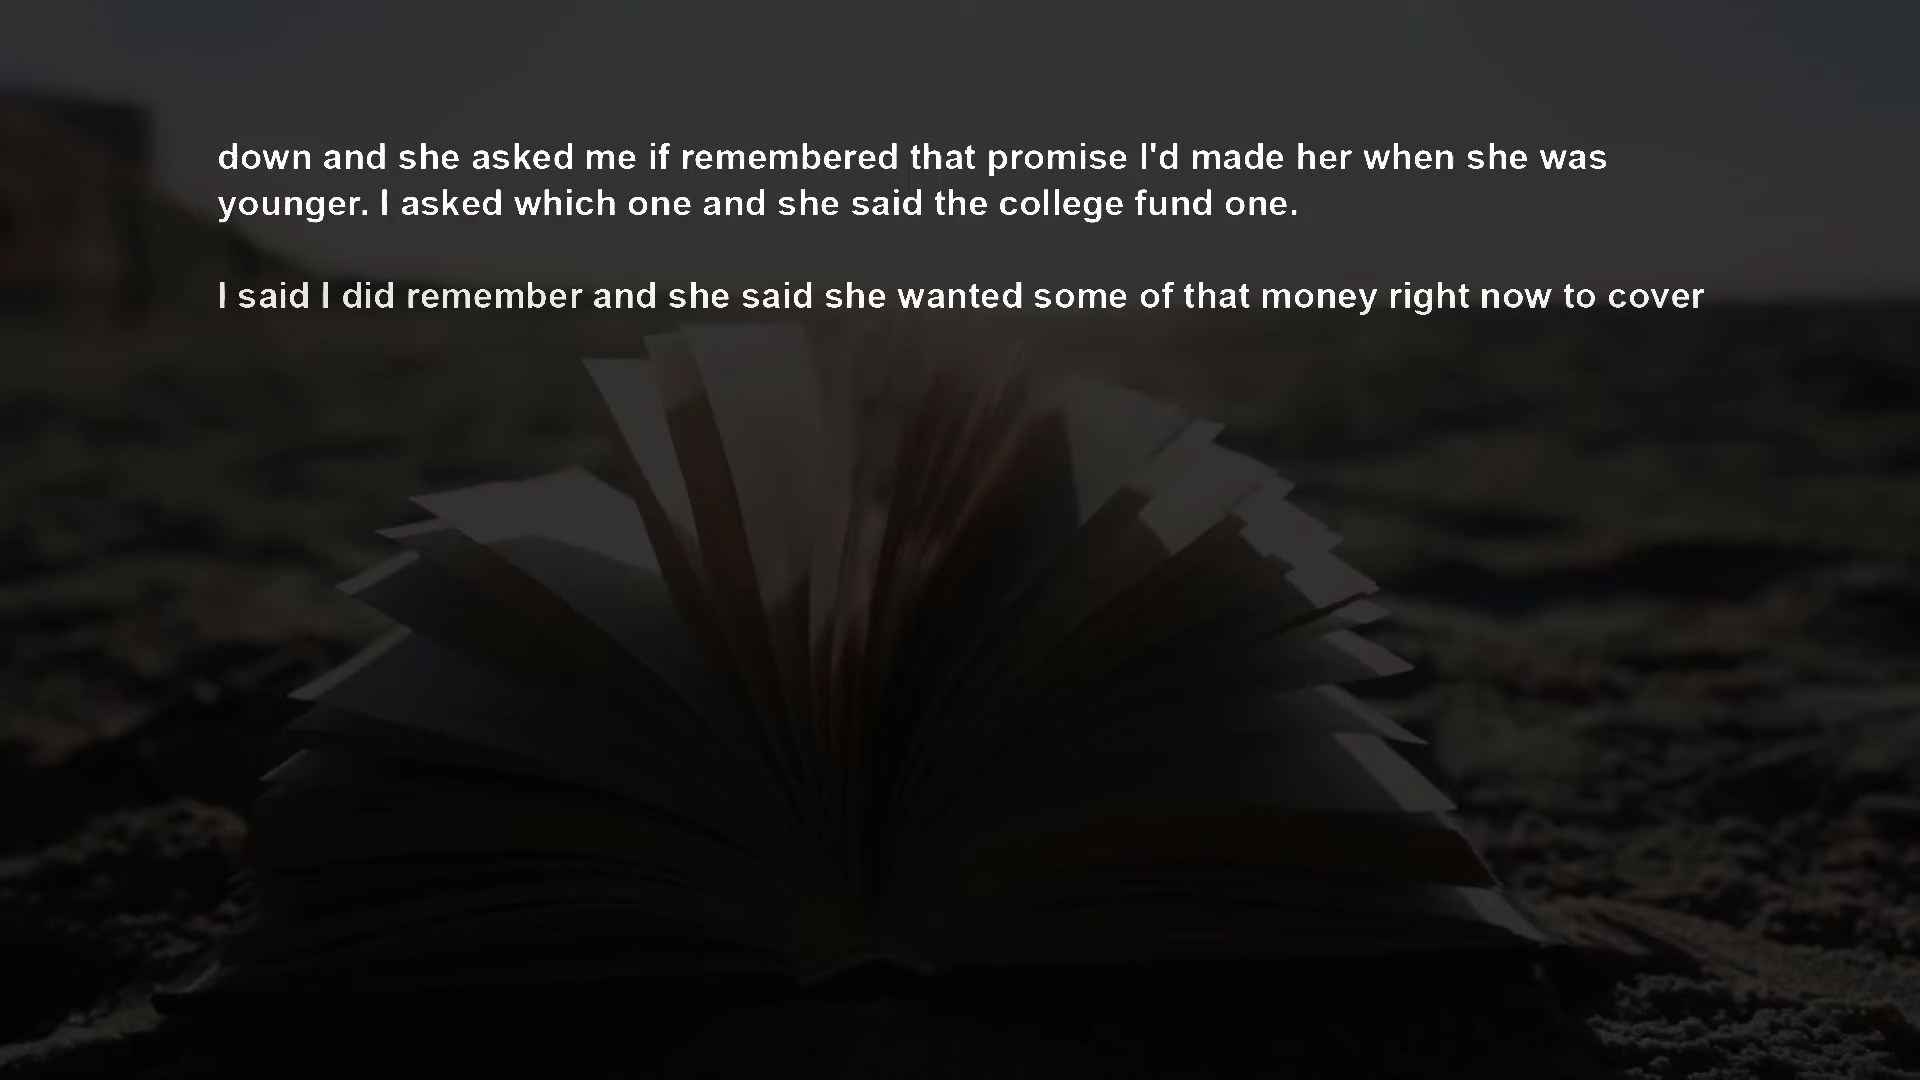 down and she asked me if remembered that promise I'd made her when she was
younger. I asked which one and she said the college fund one.
I said I did remember and she said she wanted some of that money right now to cover